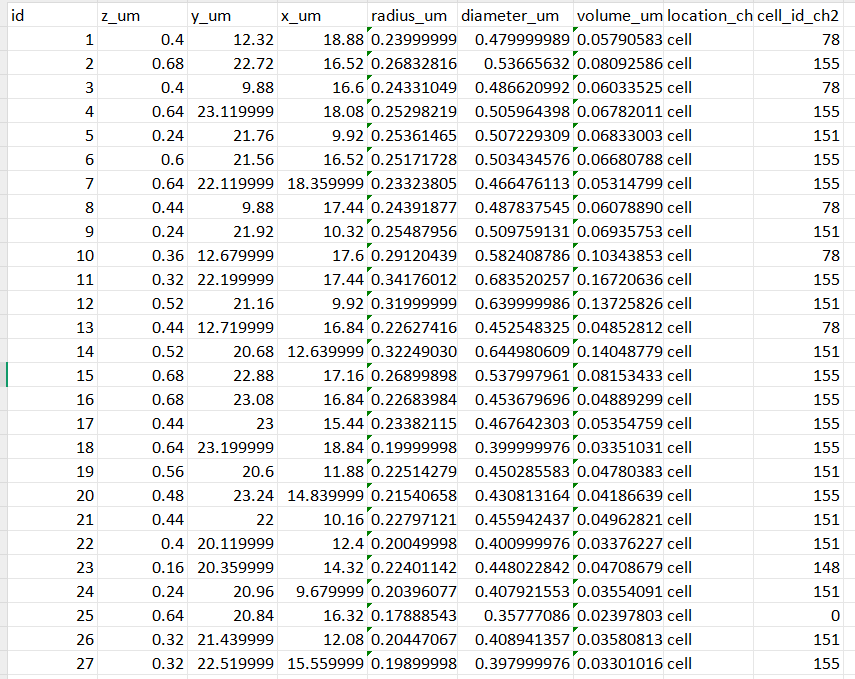 id z_um y_um x_um radius_um diameter_um volume_um location_ch cell_id_ch2
1 0.4 12.32 18.88 0.23999999 0.479999989 0.05790583 cell 78
2 0.68 22.72 16.52 0.26832816 0.53665632 0.08092586 cell 155
3 0.4 9.88 16.6 0.24331049 0.486620992 0.06033525 cell 78
4 0.64 23.119999 18.08 0.25298219 0.505964398 0.06782011 cell 155
5 0.24 21.76 9.92 0.25361465 0.507229309 0.06833003 cell 151
6 0.6 21.56 16.52 0.25171728 0.503434576 0.06680788 cell 155
7 0.64 22.119999 18.359999 0.23323805 0.466476113 0.05314799 cell 155
8 0.44 9.88 17.44 0.24391877 0.487837545 0.06078890 cell 78
9 0.24 21.92 10.32 0.25487956 0.509759131 0.06935753 cell 151
10 0.36 12.679999 17.6 0.29120439 0.582408786 0.10343853 cell 78
11 0.32 22.199999 17.44 0.34176012 0.683520257 0.16720636 cell 155
12 0.52 21.16 9.92 0.31999999 0.639999986 0.13725826 cell 151
13 0.44 12.719999 16.84 0.22627416 0.452548325 0.04852812 cell 78
14 0.52 20.68 12.639999 0.32249030 0.644980609 0.14048779 cell 151
15 0.68 22.88 17.16 0.26899898 0.537997961 0.08153433 cell 155
16 0.68 23.08 16.84 0.22683984 0.453679696 0.04889299 cell 155
17 0.44 23 15.44 0.23382115 0.467642303 0.05354759 cell 155
18 0.64 23.199999 18.84 0.19999998 0.399999976 0.03351031 cell 155
19 0.56 20.6 11.88 0.22514279 0.450285583 0.04780383 cell 151
20 0.48 23.24 14.839999 0.21540658 0.430813164 0.04186639 cell 155
21 0.44 22 10.16 0.22797121 0.455942437 0.04962821 cell 151
22 0.4 20.119999 12.4 0.20049998 0.400999976 0.03376227 cell 151
23 0.16 20.359999 14.32 0.22401142 0.448022842 0.04708679 cell 148
24 0.24 20.96 9.679999 0.20396077 0.407921553 0.03554091 cell 151
25 0.64 20.84 16.32 0.17888543 0.35777086 0.02397803 cell 0
26 0.32 21.439999 12.08 0.20447067 0.408941357 0.03580813 cell 151
27 0.32 22.519999 15.559999 0.19899998 0.397999976 0.03301016 cell 155